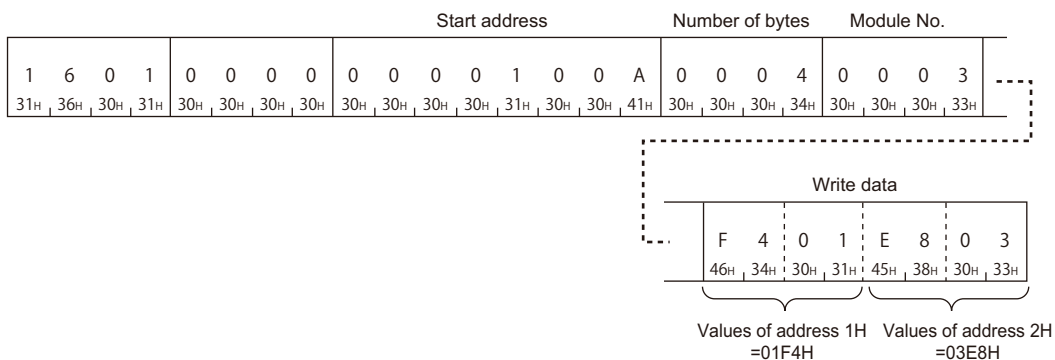 Start address Number of bytes Module No.
1 6 0 1 0 0 0 0 0 0 0 0 1 0 0 A 0 0 0 4 0 0 0 3
31H 36H 30H 31H 30H 30H 30H 30H 30H 30H 30H 30H 31H 30H 30H 41H 30H 30H 30H 34H 30H 30H 30H 33H
Write data
F 4 0 1 E 8 0 3
46H 34H 30H 31H 45H 38H 30H 33H
Values of address 1H Values of address 2H
=01F4H =03E8H